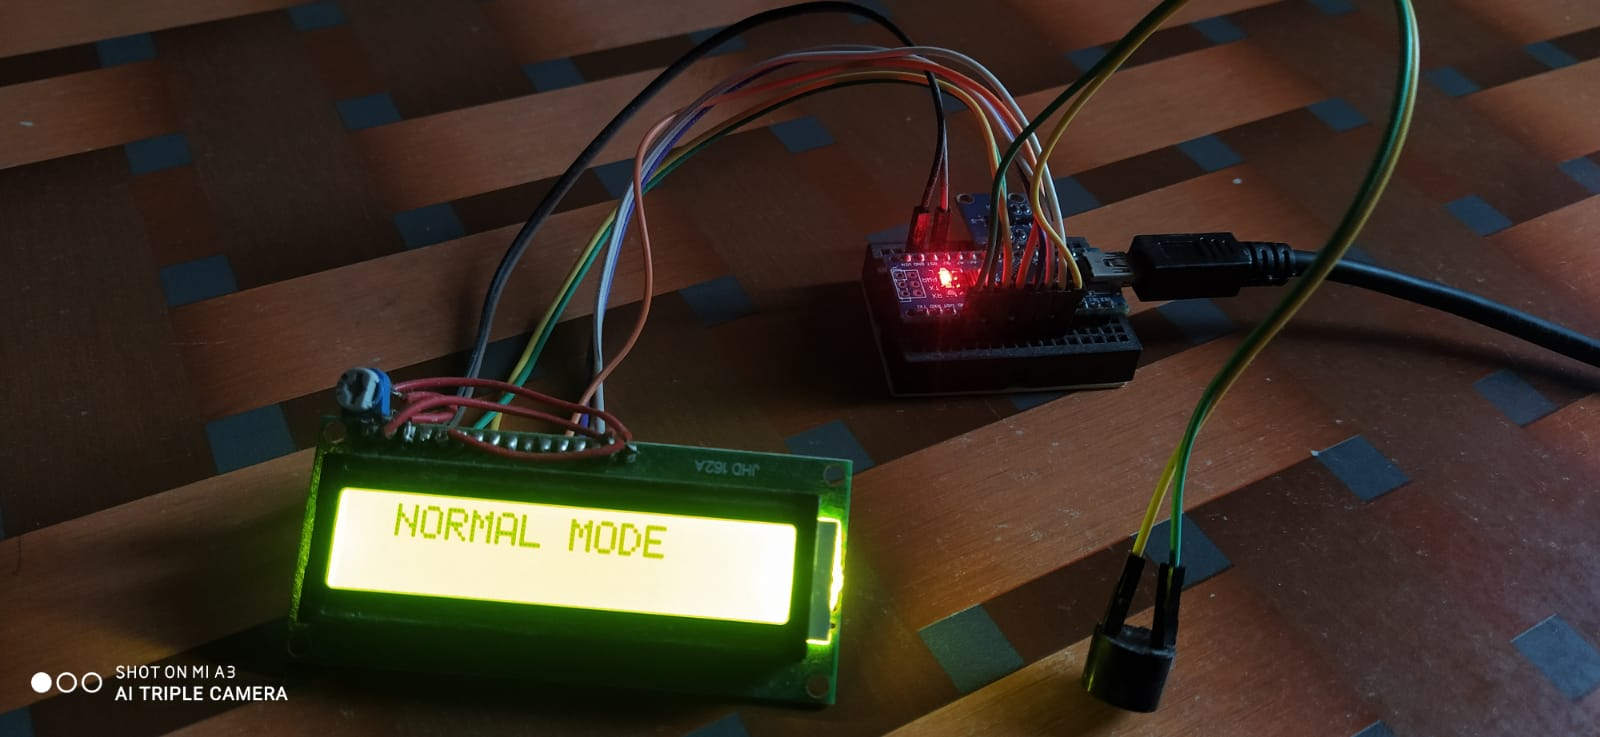 NORMAL MODE
JHD 162A
SHOT ON MI A3
AI TRIPLE CAMERA